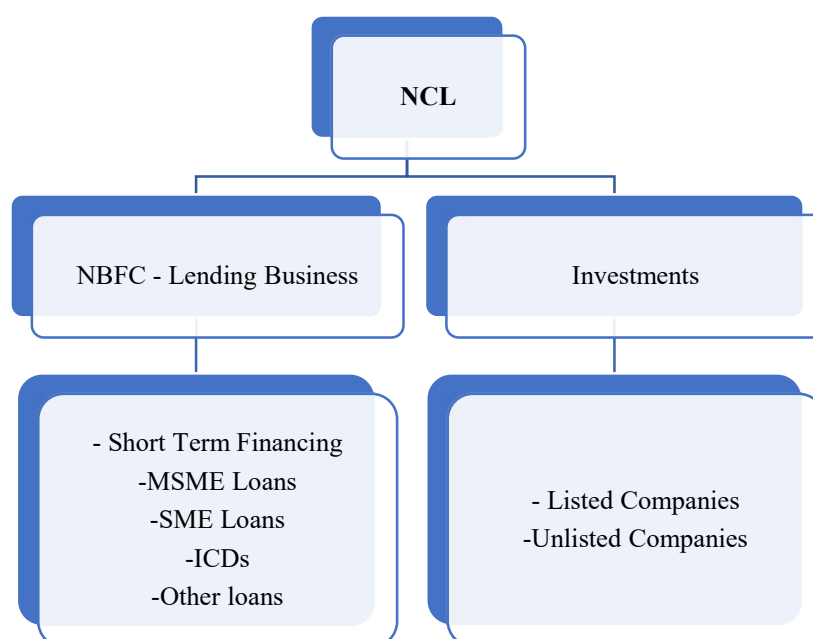 NCL
NBFC - Lending Business
Investments
- Short Term Financing
-MSME Loans
-SME Loans
-ICDs
-Other loans
- Listed Companies
-Unlisted Companies